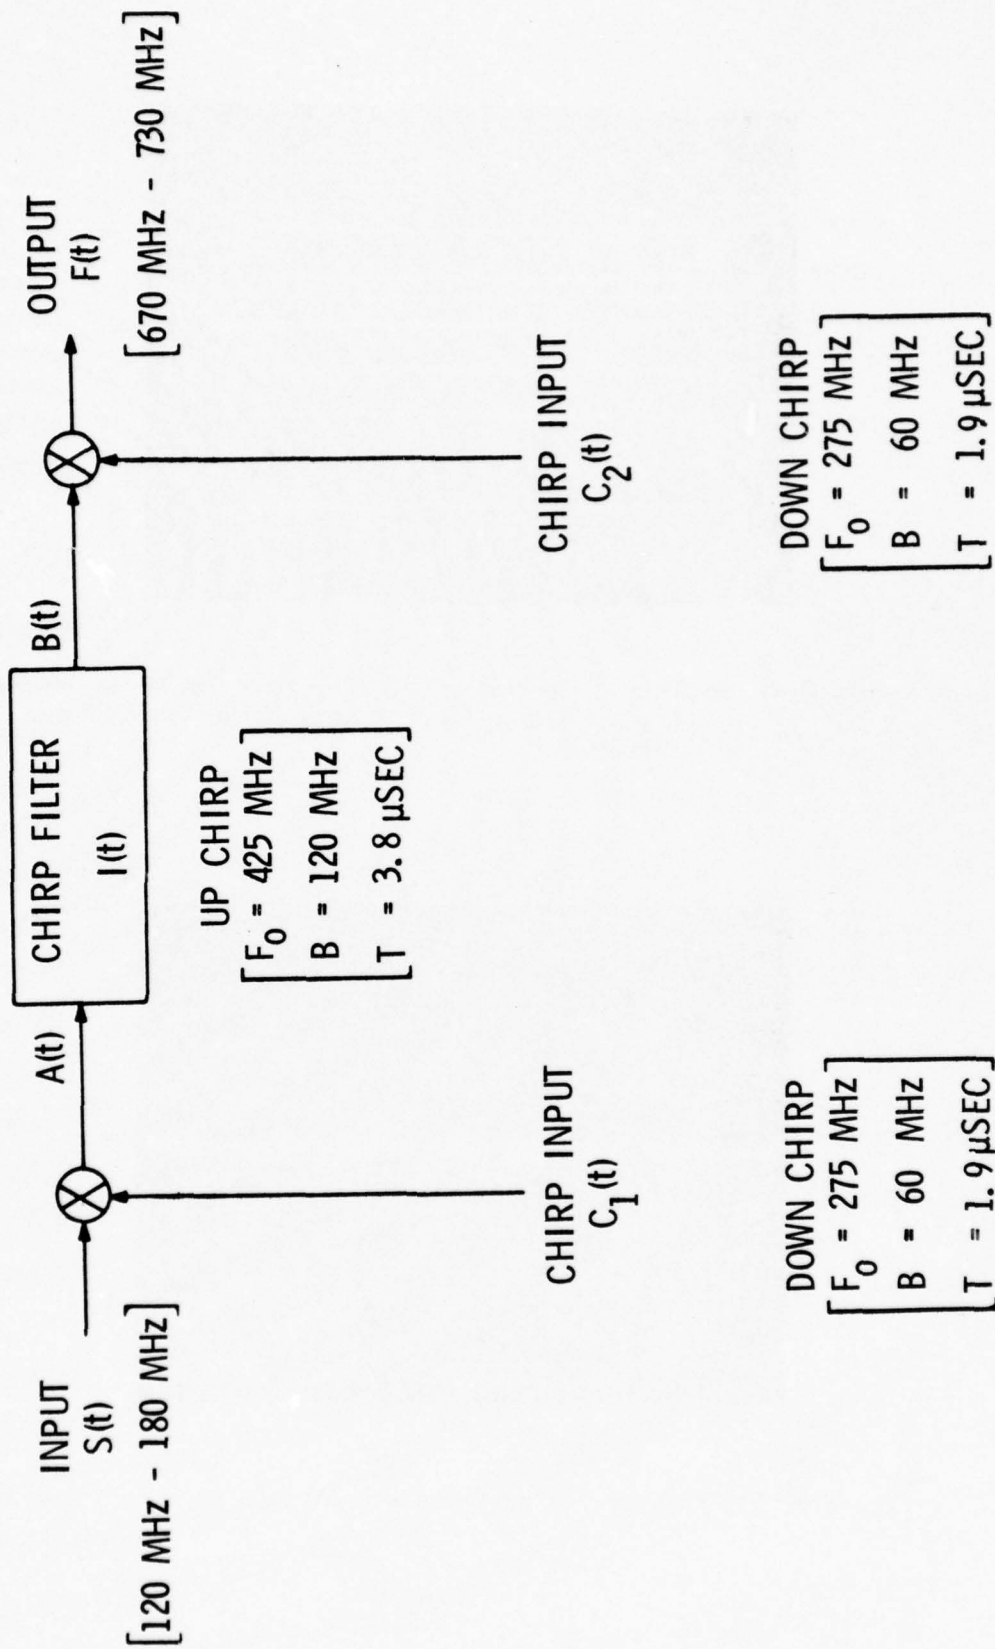 INPUT
S(t)
[120 MHz - 180 MHz]
A(t)
CHIRP FILTER
I(t)
B(t)
OUTPUT
F(t)
[670 MHz - 730 MHz]
UP CHIRP
F0 = 425 MHz
B = 120 MHz
T = 3.8 µSEC
CHIRP INPUT
C1(t)
DOWN CHIRP
F0 = 275 MHz
B = 60 MHz
T = 1.9 µSEC
CHIRP INPUT
C2(t)
DOWN CHIRP
F0 = 275 MHz
B = 60 MHz
T = 1.9 µSEC